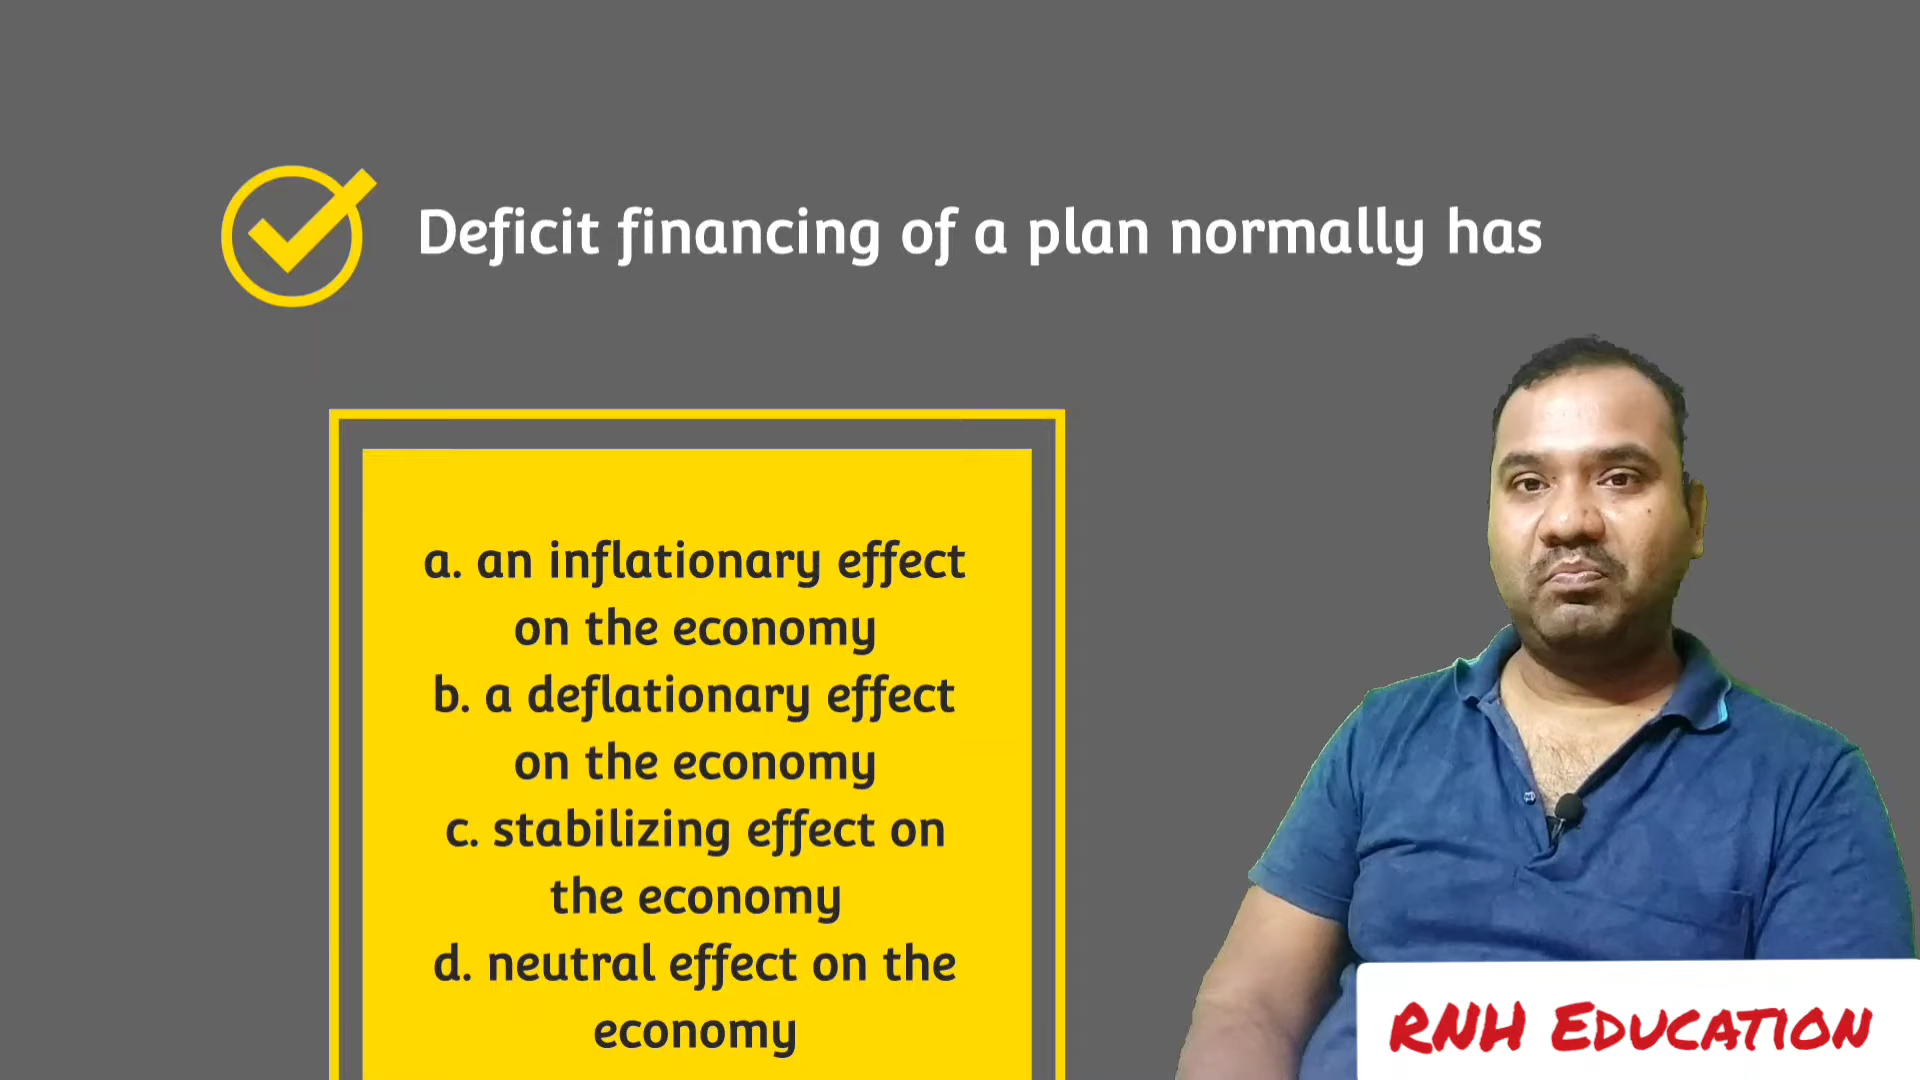 Deficit financing of a plan normally has
a. an inflationary effect
on the economy
b. a deflationary effect
on the economy
c. stabilizing effect on
the economy
d. neutral effect on the
economy
RNH EDUCATION